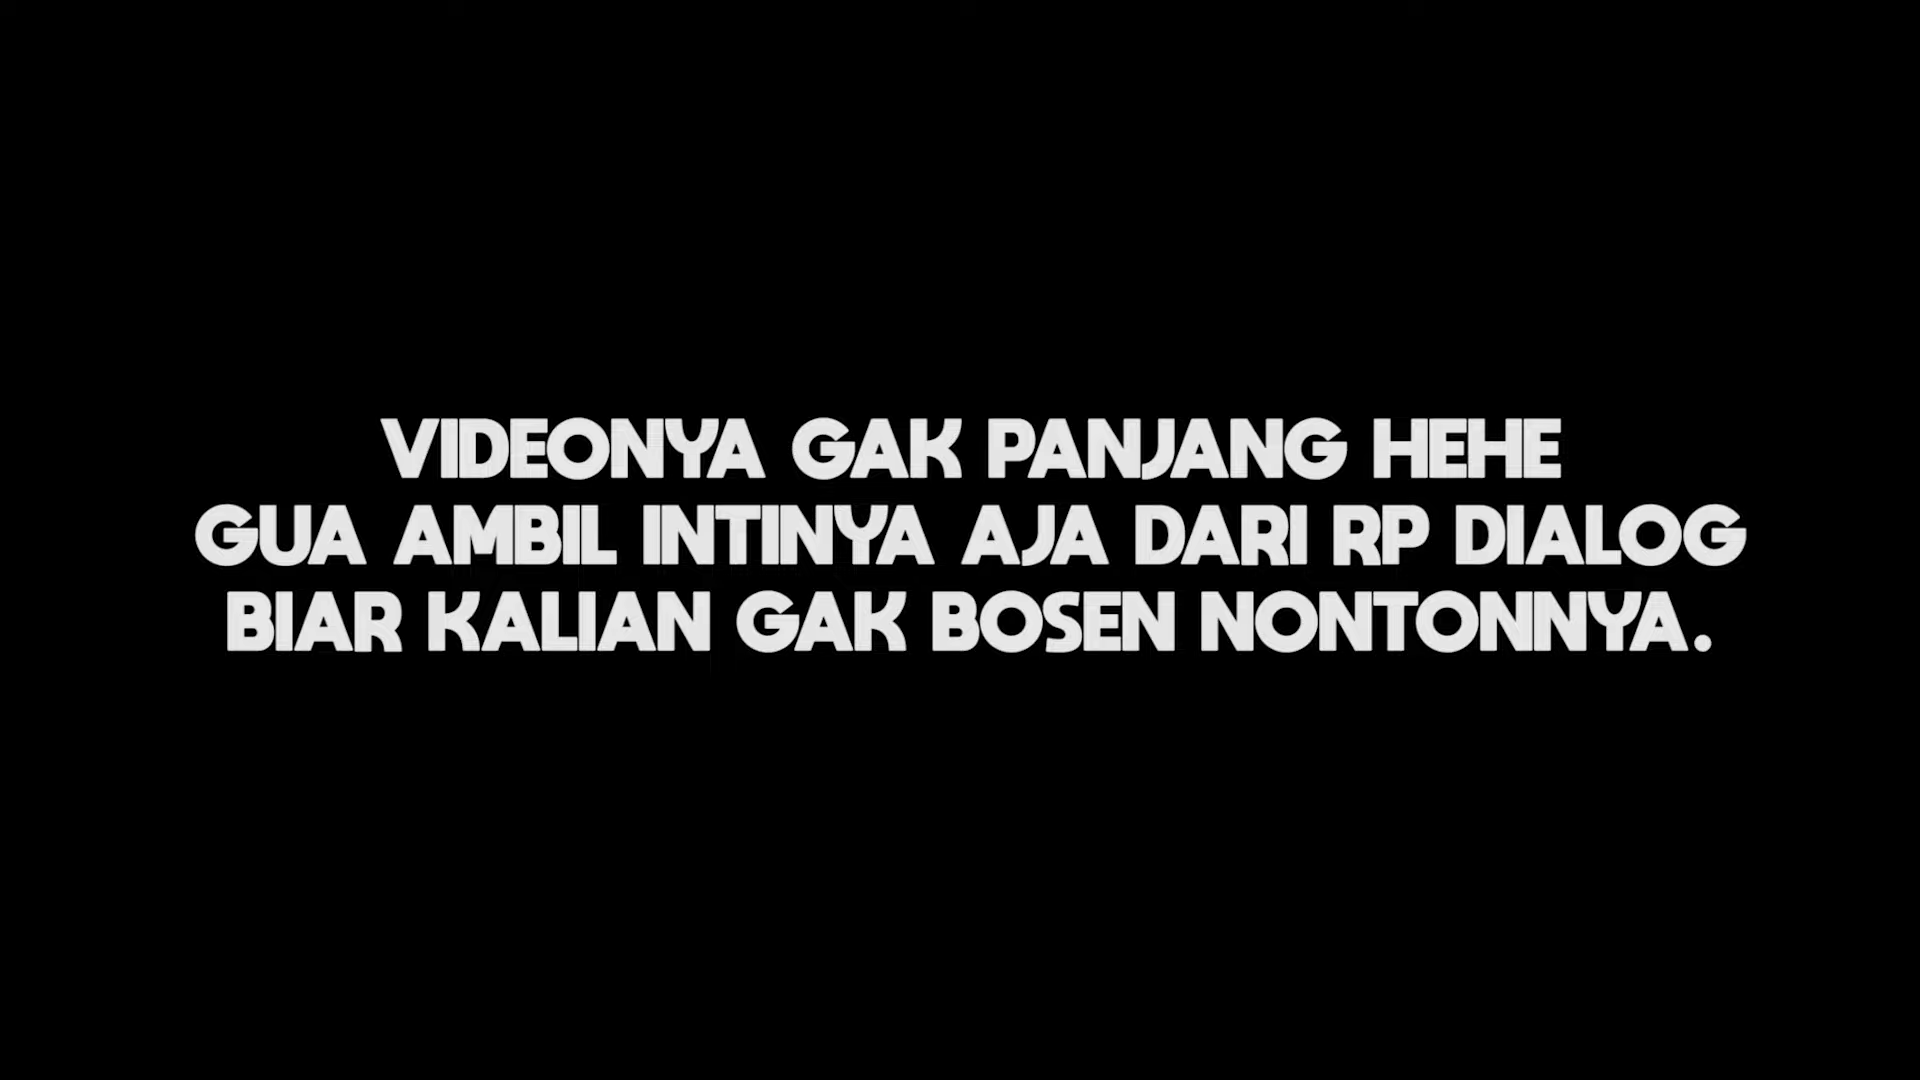 VIDEONYA GAK PANJANG HEHE
GUA AMBIL INTINYA AJA DARI RP DIALOG
BIAR KALIAN GAK BOSEN NONTONNYA.